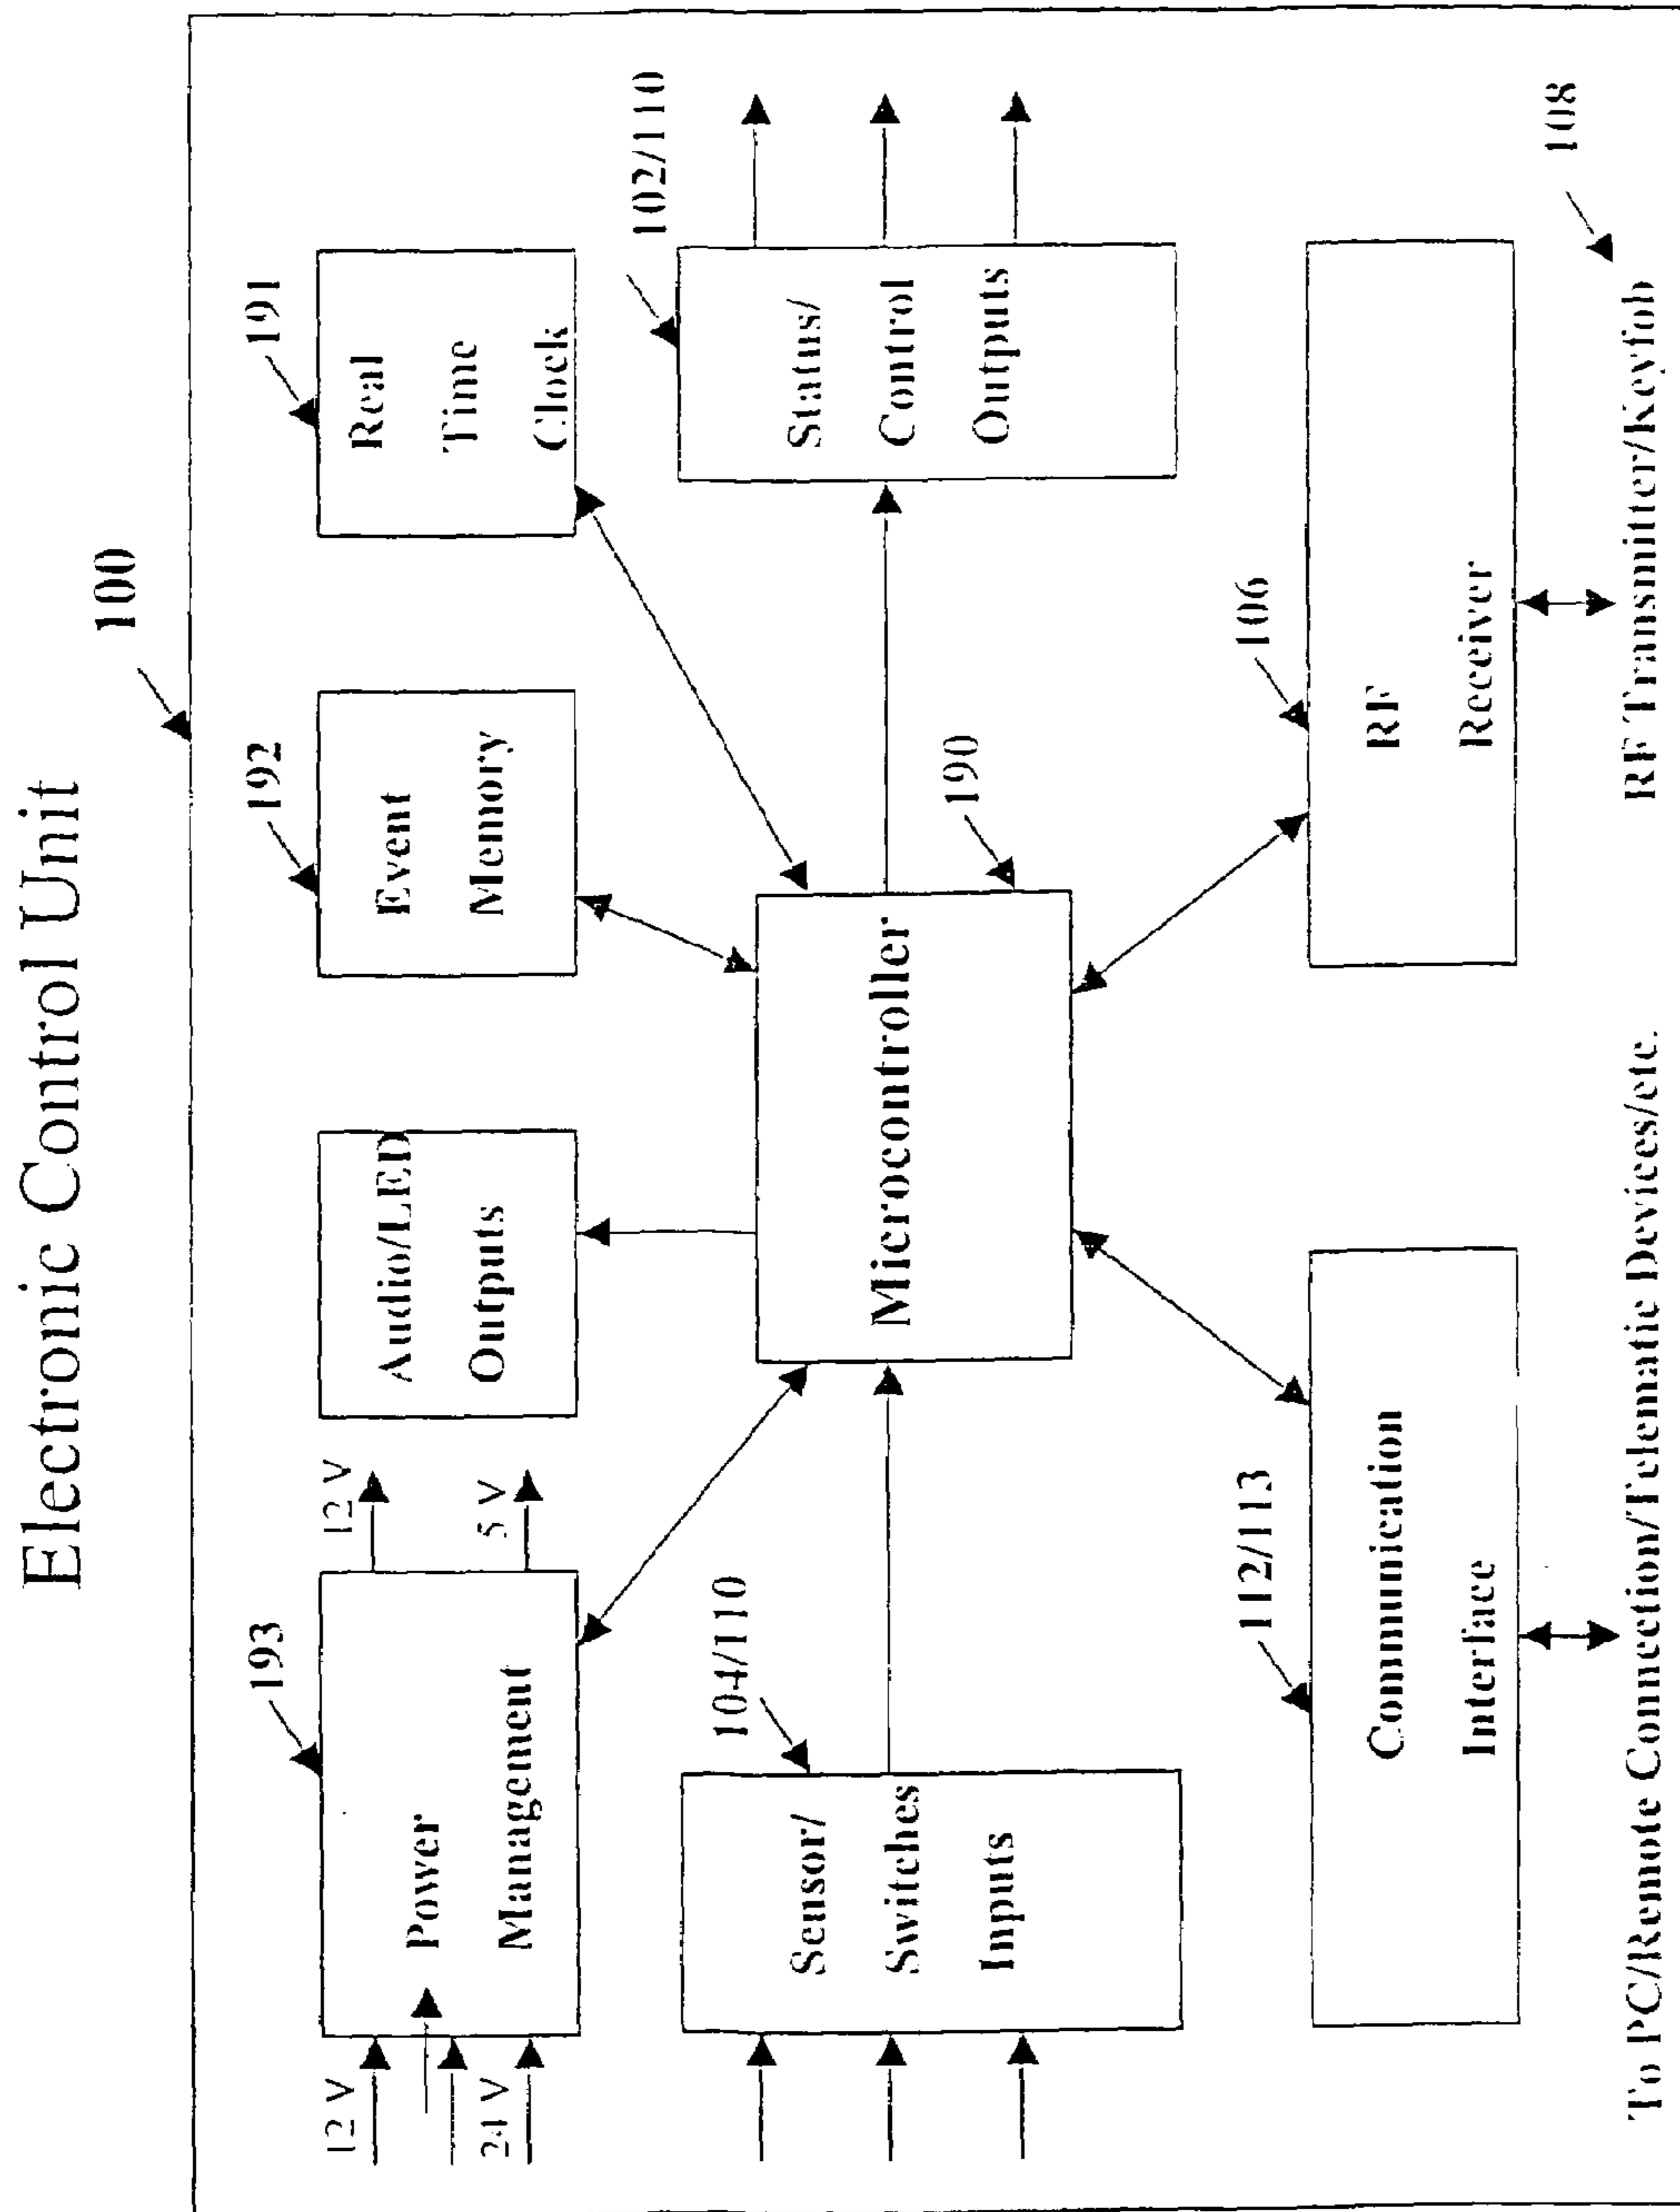 Electronic Control Unit
100
193
192
191
12 V
24 V
Power
Management
12 V
5 V
Audio/LED
Outputs
Event
Memory
Real
Time
Clock
104/110
Sensor/
Switches
Inputs
Microcontroller
190
102/110
Status/
Control
Outputs
112/113
Communication
Interface
106
RF
Receiver
108
To PC/Remote Connection/Telematic Devices/etc.
RF Transmitter/Keyfob